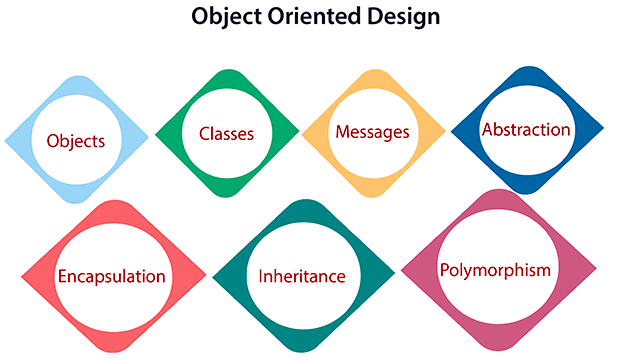 Object Oriented Design
Objects
Classes
Messages
Abstraction
Encapsulation
Inheritance
Polymorphism